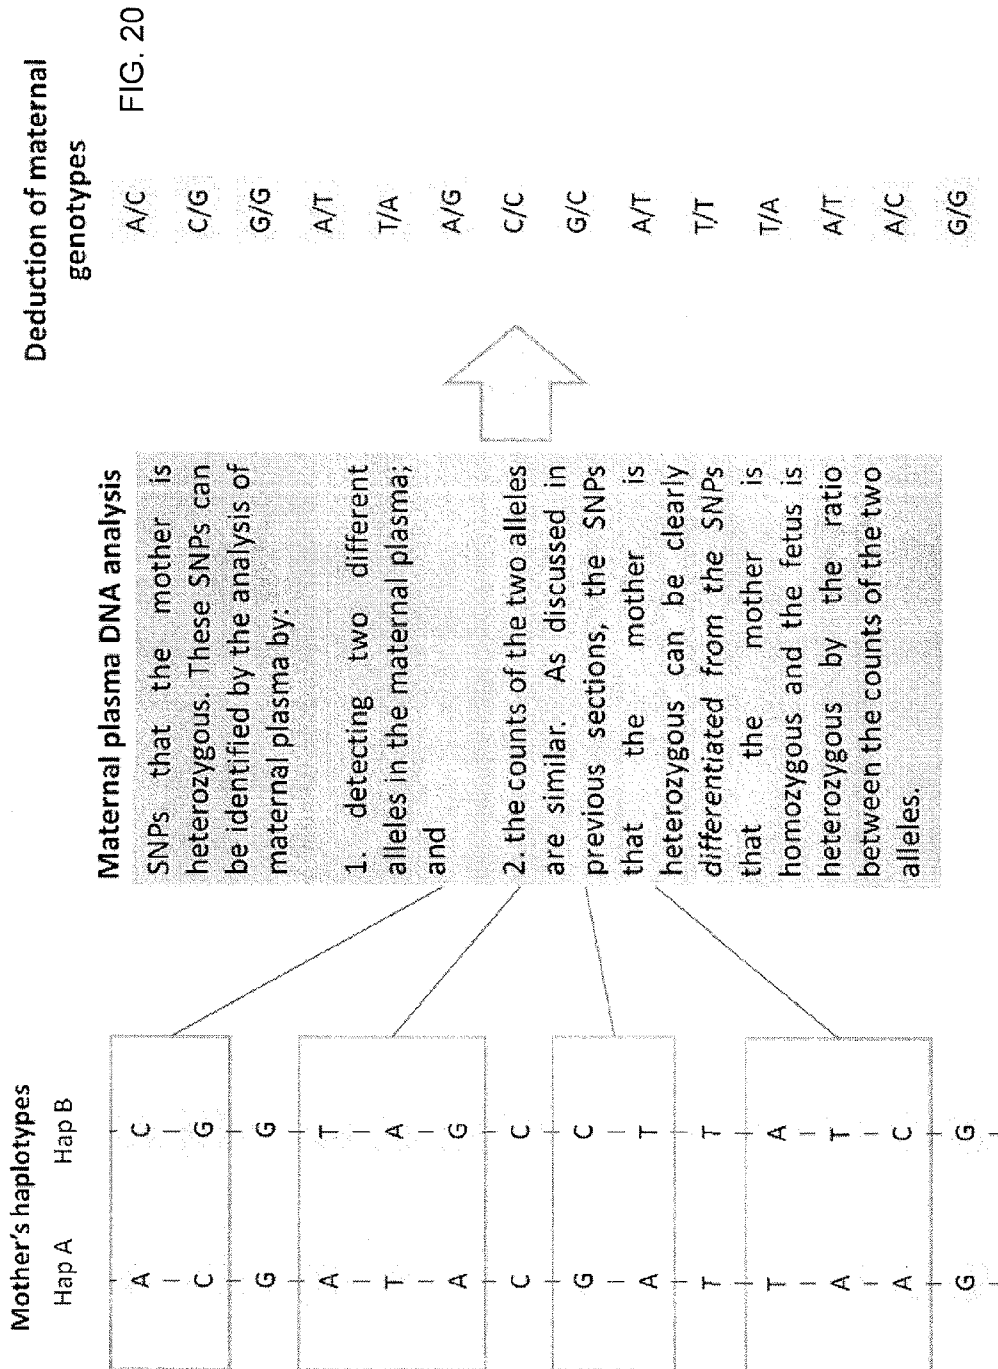 FIG. 20
Mother's haplotypes
Hap A Hap B
A C
C G
G G
A T
T A
A G
C C
G C
A T
T T
T A
A T
A C
G G
Maternal plasma DNA analysis
SNPs that the mother is
heterozygous. These SNPs can
be identified by the analysis of
maternal plasma by:
1. detecting two different
alleles in the maternal plasma;
and
2. the counts of the two alleles
are similar. As discussed in
previous sections, the SNPs
that the mother is
heterozygous can be clearly
differentiated from the SNPs
that the mother is
homozygous and the fetus is
heterozygous by the ratio
between the counts of the two
alleles.
Deduction of maternal
genotypes
A/C
C/G
G/G
A/T
T/A
A/G
C/C
G/C
A/T
T/T
T/A
A/T
A/C
G/G